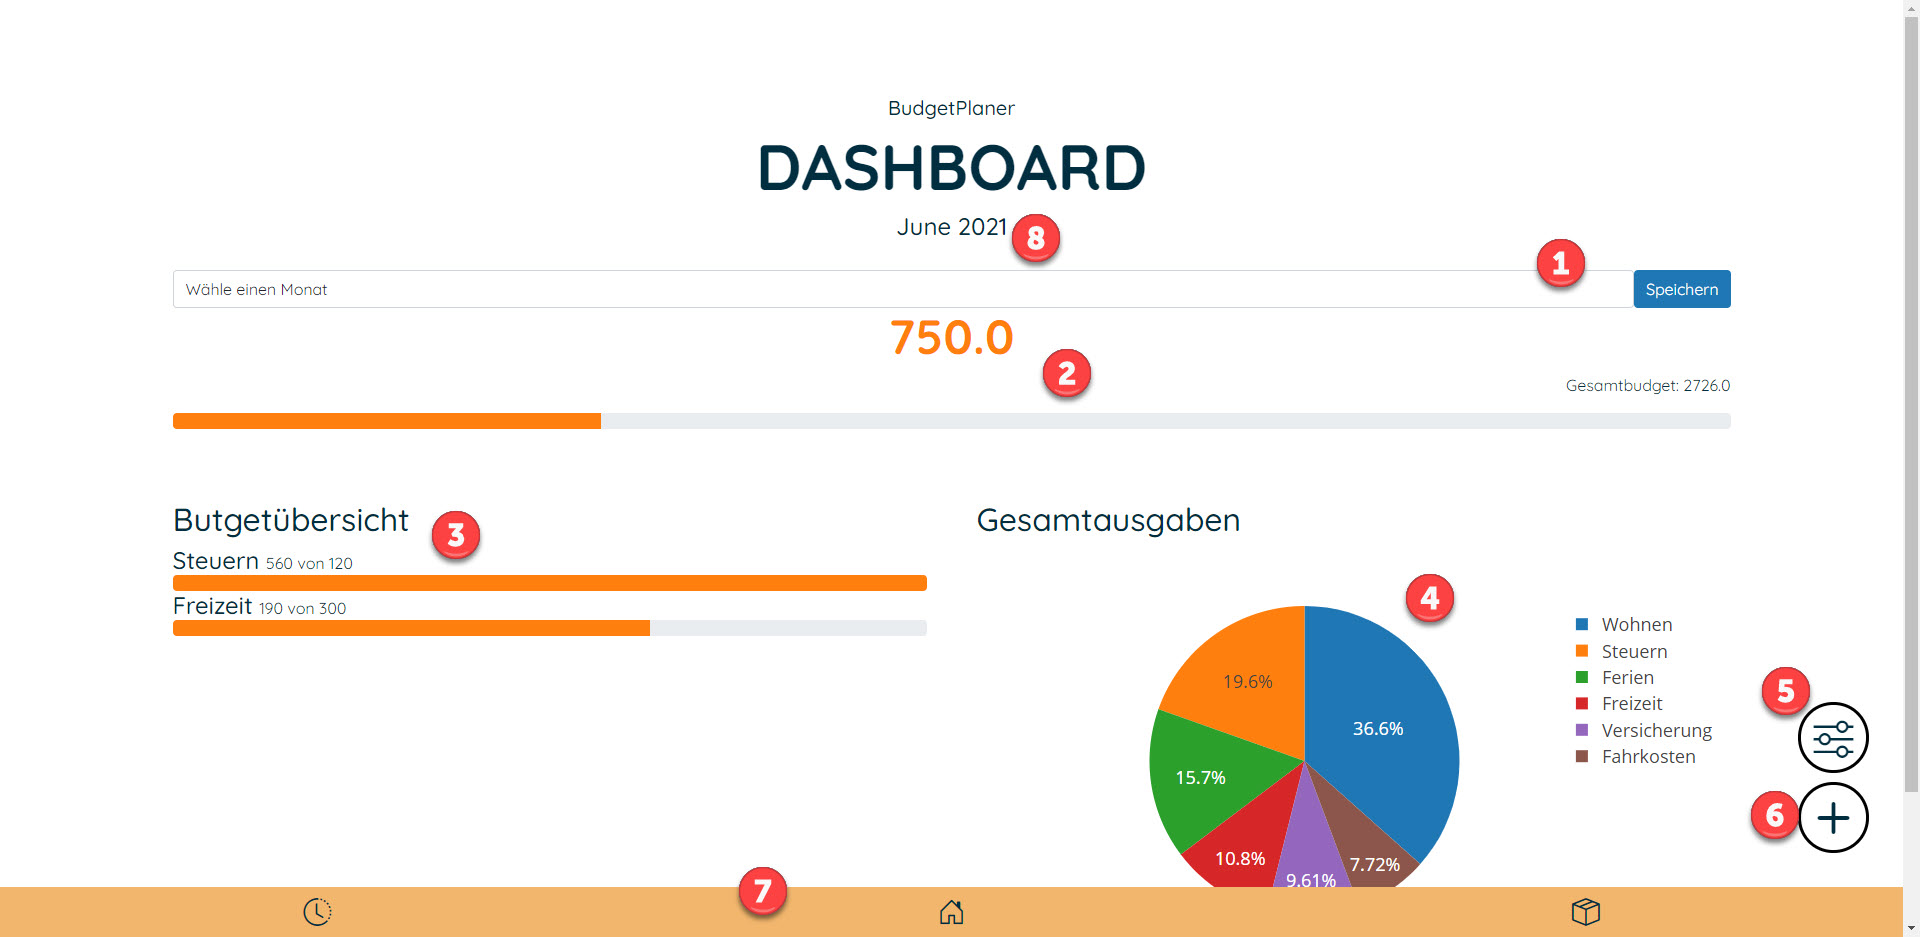 BudgetPlaner
DASHBOARD
June 2021
8
1
Wähle einen Monat
Speichern
750.0
2
Gesamtbudget: 2726.0
Butgetübersicht
3
Steuern 560 von 120
Freizeit 190 von 300
Gesamtausgaben
4
36.6%
19.6%
15.7%
10.8%
9.61%
7.72%
Wohnen
Steuern
Ferien
Freizeit
Versicherung
Fahrkosten
5
6
7